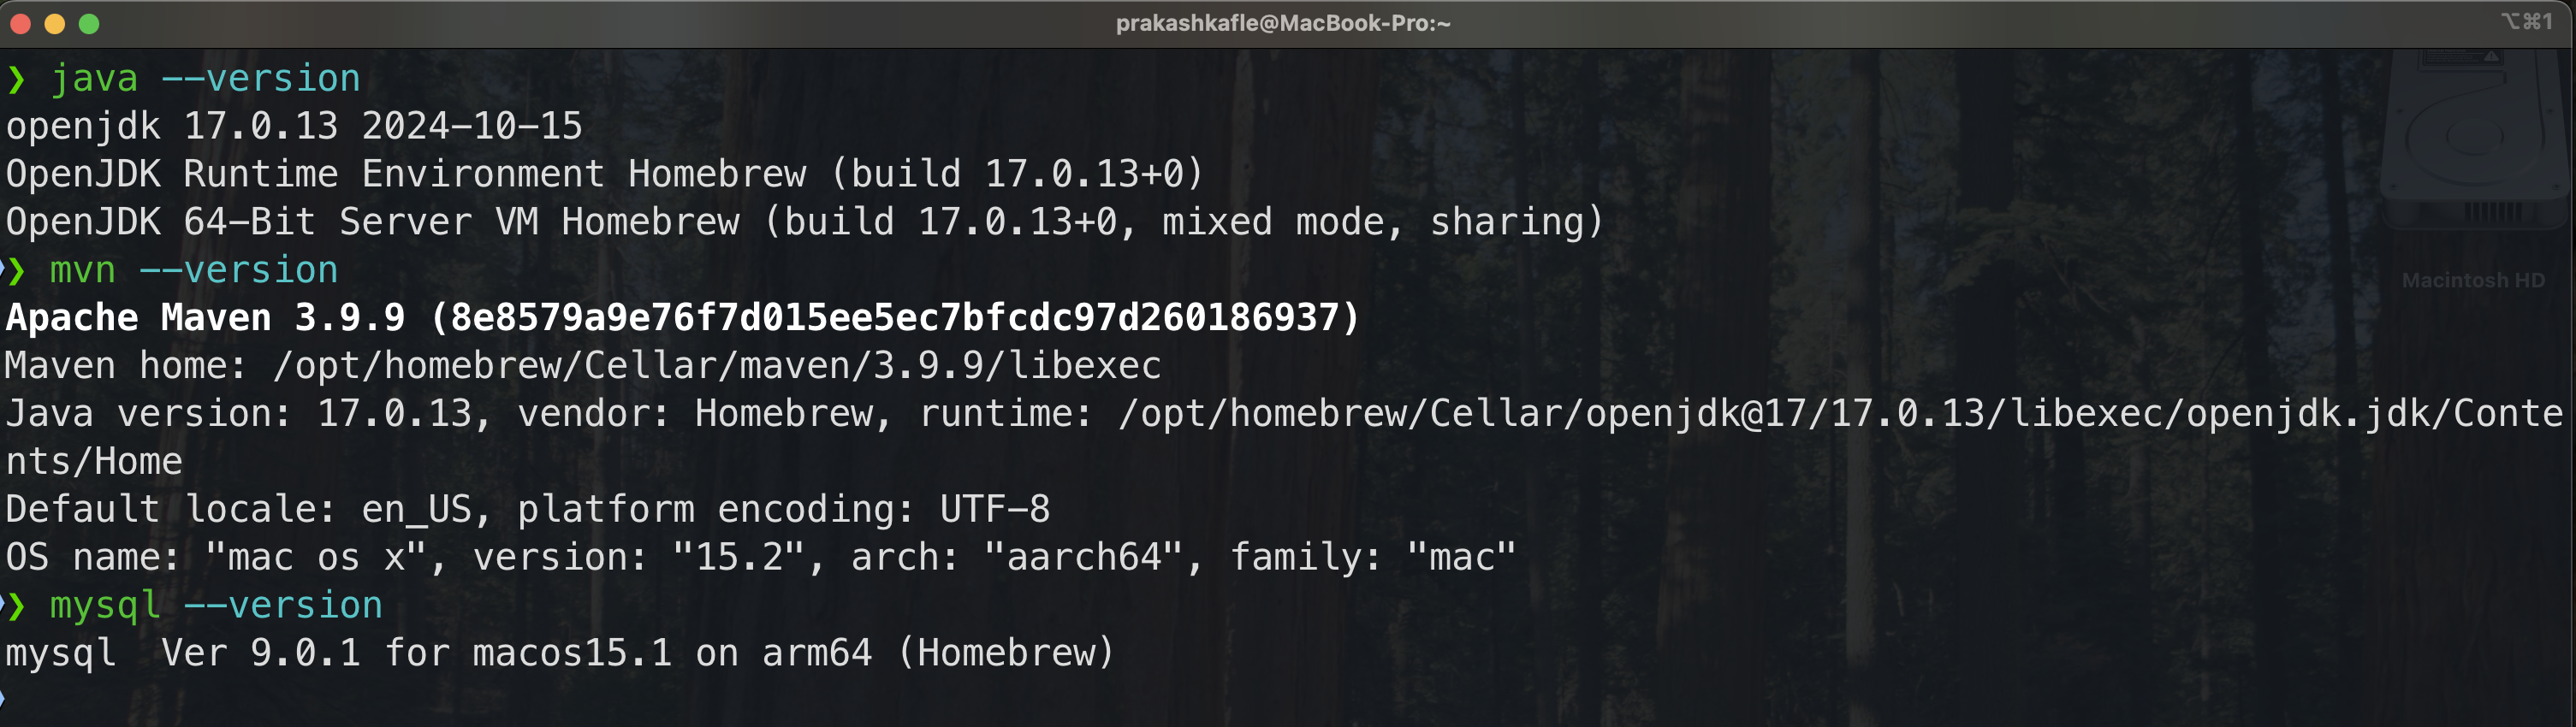 prakashkafle@MacBook-Pro:~
⌥⌘1
❯ java --version
openjdk 17.0.13 2024-10-15
OpenJDK Runtime Environment Homebrew (build 17.0.13+0)
OpenJDK 64-Bit Server VM Homebrew (build 17.0.13+0, mixed mode, sharing)
❯ mvn --version
Apache Maven 3.9.9 (8e8579a9e76f7d015ee5ec7bfcdc97d260186937)
Maven home: /opt/homebrew/Cellar/maven/3.9.9/libexec
Java version: 17.0.13, vendor: Homebrew, runtime: /opt/homebrew/Cellar/openjdk@17/17.0.13/libexec/openjdk.jdk/Conte
nts/Home
Default locale: en_US, platform encoding: UTF-8
OS name: "mac os x", version: "15.2", arch: "aarch64", family: "mac"
❯ mysql --version
mysql  Ver 9.0.1 for macos15.1 on arm64 (Homebrew)
Macintosh HD